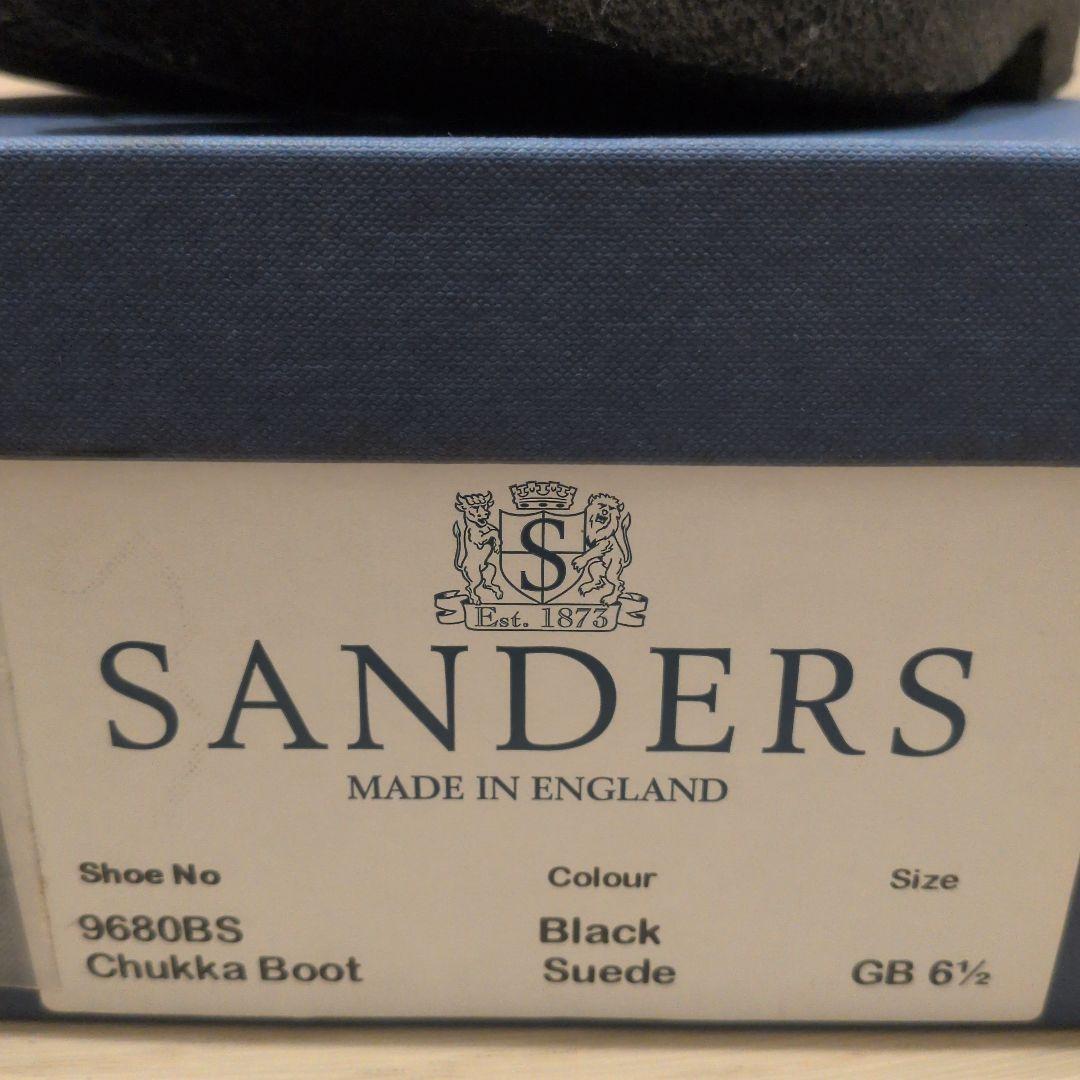 S
Est. 1873
SANDERS
MADE IN ENGLAND
Shoe No Colour Size
9680BS Black
Chukka Boot Suede GB 6½